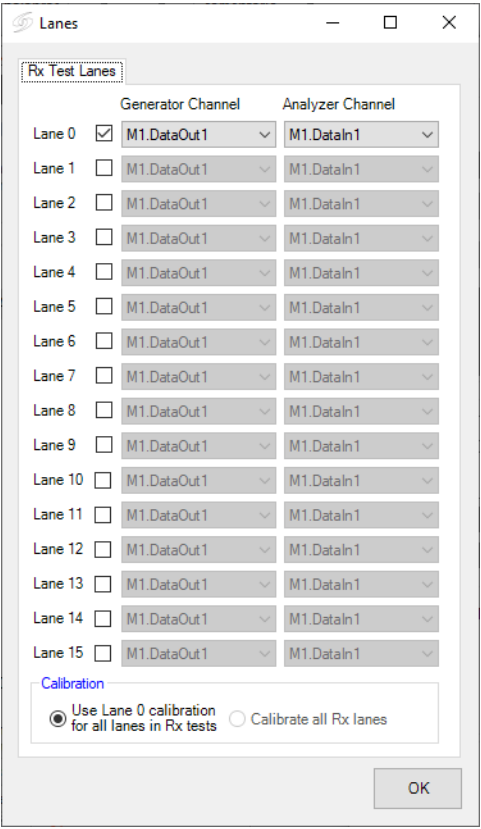 Lanes
Rx Test Lanes
Generator Channel Analyzer Channel
Lane 0 M1.DataOut1 M1.DataIn1
Lane 1 M1.DataOut1 M1.DataIn1
Lane 2 M1.DataOut1 M1.DataIn1
Lane 3 M1.DataOut1 M1.DataIn1
Lane 4 M1.DataOut1 M1.DataIn1
Lane 5 M1.DataOut1 M1.DataIn1
Lane 6 M1.DataOut1 M1.DataIn1
Lane 7 M1.DataOut1 M1.DataIn1
Lane 8 M1.DataOut1 M1.DataIn1
Lane 9 M1.DataOut1 M1.DataIn1
Lane 10 M1.DataOut1 M1.DataIn1
Lane 11 M1.DataOut1 M1.DataIn1
Lane 12 M1.DataOut1 M1.DataIn1
Lane 13 M1.DataOut1 M1.DataIn1
Lane 14 M1.DataOut1 M1.DataIn1
Lane 15 M1.DataOut1 M1.DataIn1
Calibration
Use Lane 0 calibration
for all lanes in Rx tests
Calibrate all Rx lanes
OK